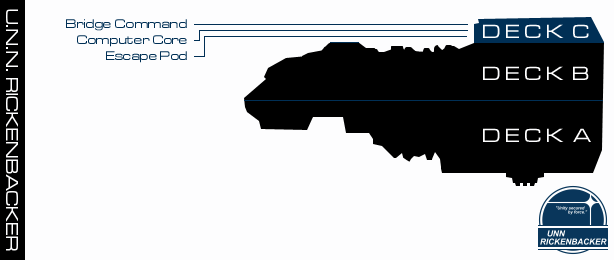 U.N.N. RICKENBACKER
Bridge Command
Computer Core
Escape Pod
DECK C
DECK B
DECK A
"Unity secured
by force."
UNN
RICKENBACKER